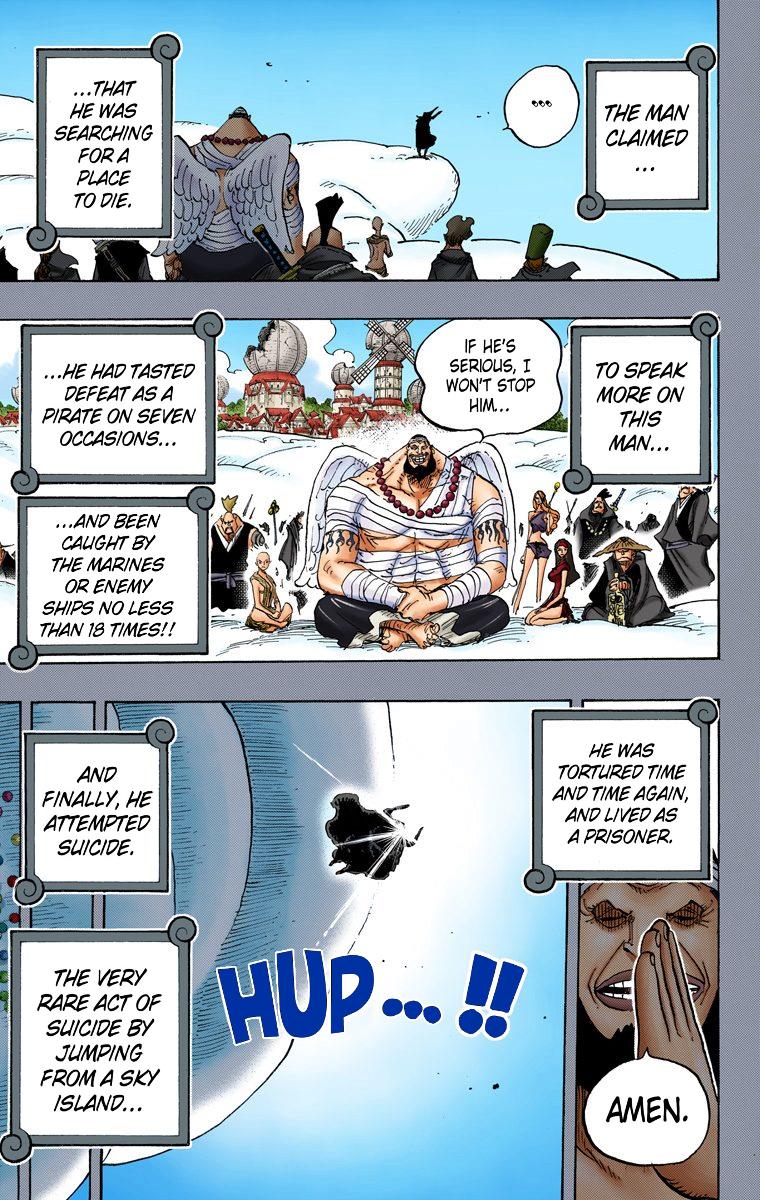 THE MAN
CLAIMED
...
...
...THAT
HE WAS
SEARCHING
FOR A
PLACE
TO DIE.
TO SPEAK
MORE ON
THIS
MAN...
IF HE'S
SERIOUS, I
WON'T STOP
HIM...
...HE HAD TASTED
DEFEAT AS A
PIRATE ON SEVEN
OCCASIONS...
...AND BEEN
CAUGHT BY
THE MARINES
OR ENEMY
SHIPS NO LESS
THAN 18 TIMES!!
HE WAS
TORTURED TIME
AND TIME AGAIN,
AND LIVED AS
A PRISONER.
AND
FINALLY, HE
ATTEMPTED
SUICIDE.
HUP...!!
AMEN.
THE VERY
RARE ACT OF
SUICIDE BY
JUMPING
FROM A SKY
ISLAND...